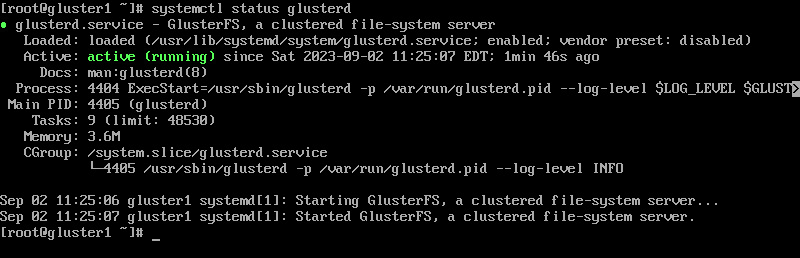 [root@gluster1 ~]# systemctl status glusterd
● glusterd.service - GlusterFS, a clustered file-system server
   Loaded: loaded (/usr/lib/systemd/system/glusterd.service; enabled; vendor preset: disabled)
   Active: active (running) since Sat 2023-09-02 11:25:07 EDT; 1min 46s ago
     Docs: man:glusterd(8)
  Process: 4404 ExecStart=/usr/sbin/glusterd -p /var/run/glusterd.pid --log-level $LOG_LEVEL $GLUST>
 Main PID: 4405 (glusterd)
    Tasks: 9 (limit: 48530)
   Memory: 3.6M
   CGroup: /system.slice/glusterd.service
           └─4405 /usr/sbin/glusterd -p /var/run/glusterd.pid --log-level INFO
Sep 02 11:25:06 gluster1 systemd[1]: Starting GlusterFS, a clustered file-system server...
Sep 02 11:25:07 gluster1 systemd[1]: Started GlusterFS, a clustered file-system server.
[root@gluster1 ~]# _